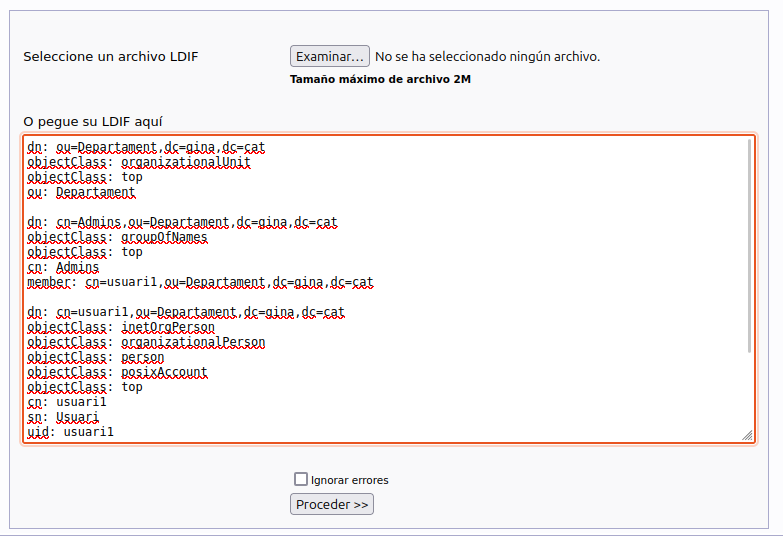 Seleccione un archivo LDIF
Examinar... No se ha seleccionado ningún archivo.
Tamaño máximo de archivo 2M
O pegue su LDIF aquí
dn: ou=Departament,dc=gina,dc=cat
objectClass: organizationalUnit
objectClass: top
ou: Departament
dn: cn=Admins,ou=Departament,dc=gina,dc=cat
objectClass: groupOfNames
objectClass: top
cn: Admins
member: cn=usuari1,ou=Departament,dc=gina,dc=cat
dn: cn=usuari1,ou=Departament,dc=gina,dc=cat
objectClass: inetOrgPerson
objectClass: organizationalPerson
objectClass: person
objectClass: posixAccount
objectClass: top
cn: usuari1
sn: Usuari
uid: usuari1
Ignorar errores
Proceder >>